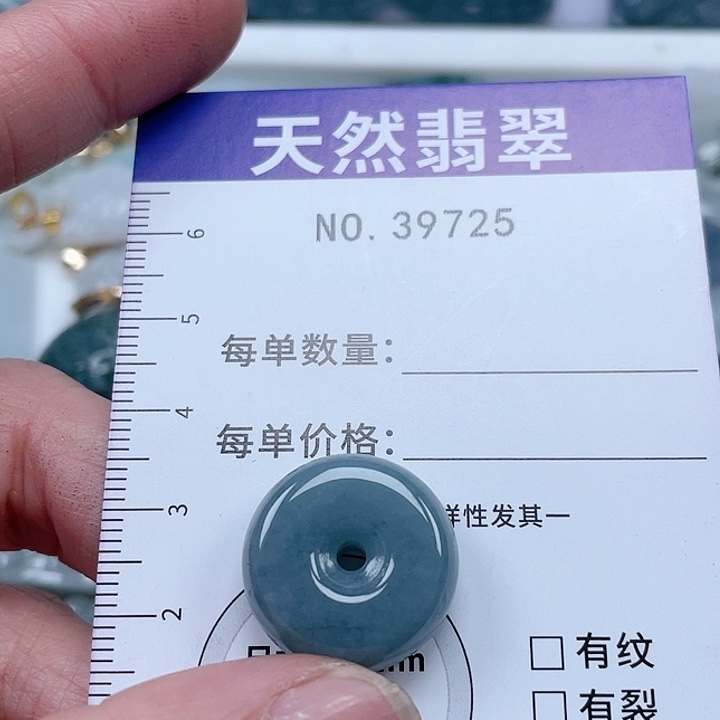 天然翡翠
NO. 39725
6
5
每单数量：
4
每单价格：
3
样性发其一
2
□ 有纹
□ 有裂